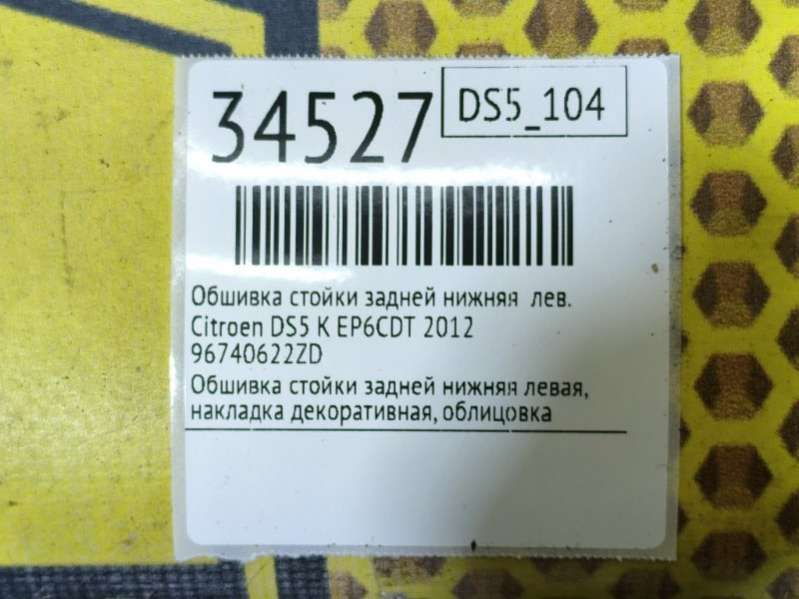 34527
DS5_104
Обшивка стойки задней нижняя лев.
Citroen DS5 K EP6CDT 2012
96740622ZD
Обшивка стойки задней нижняя левая,
накладка декоративная, облицовка